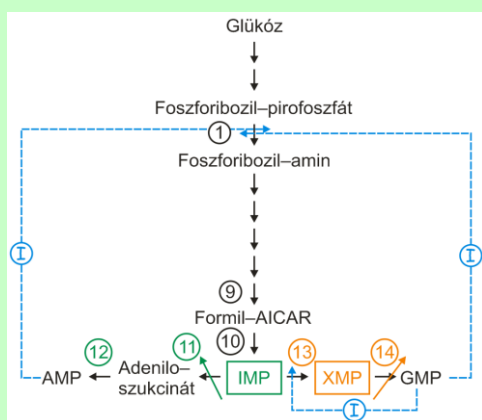 Glükóz
Foszforibozil–pirofoszfát
1
Foszforibozil–amin
I
I
9
Formil–AICAR
10
12
11
13
14
AMP
Adenilo-
szukcinát
IMP
XMP
GMP
I